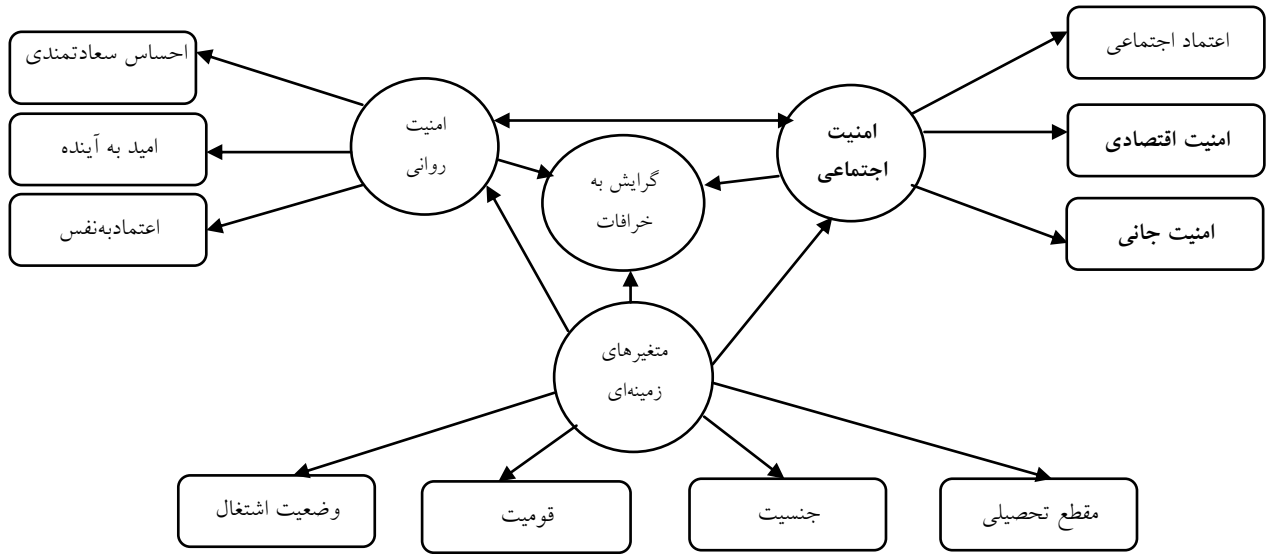 اعتماد اجتماعی
امنیت اقتصادی
امنیت جانی
امنیت
اجتماعی
گرایش به
خرافات
امنیت
روانی
احساس سعادتمندی
امید به آینده
اعتمادبه‌نفس
متغیرهای
زمینه‌ای
مقطع تحصیلی
جنسیت
قومیت
وضعیت اشتغال